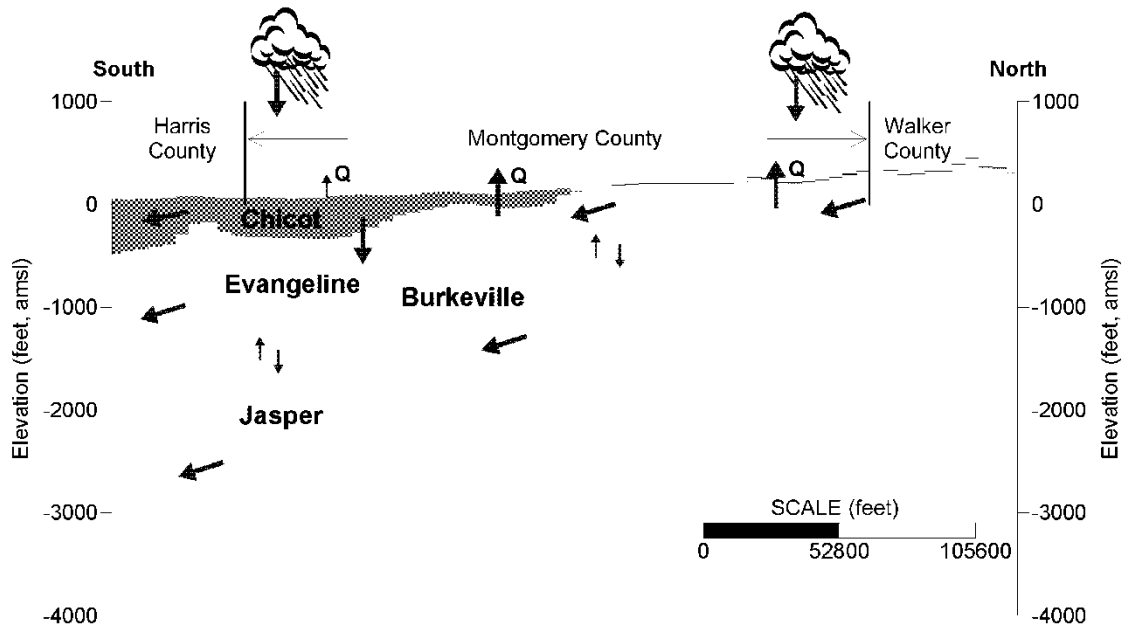 South
North
1000
1000
Harris
County
Montgomery County
Walker
County
Q
Q
Q
0
0
Chicot
Evangeline
Burkeville
-1000
-1000
Elevation (feet, amsl)
Elevation (feet, amsl)
-2000
Jasper
-2000
-3000
SCALE (feet)
-3000
0
52800
105600
-4000
-4000